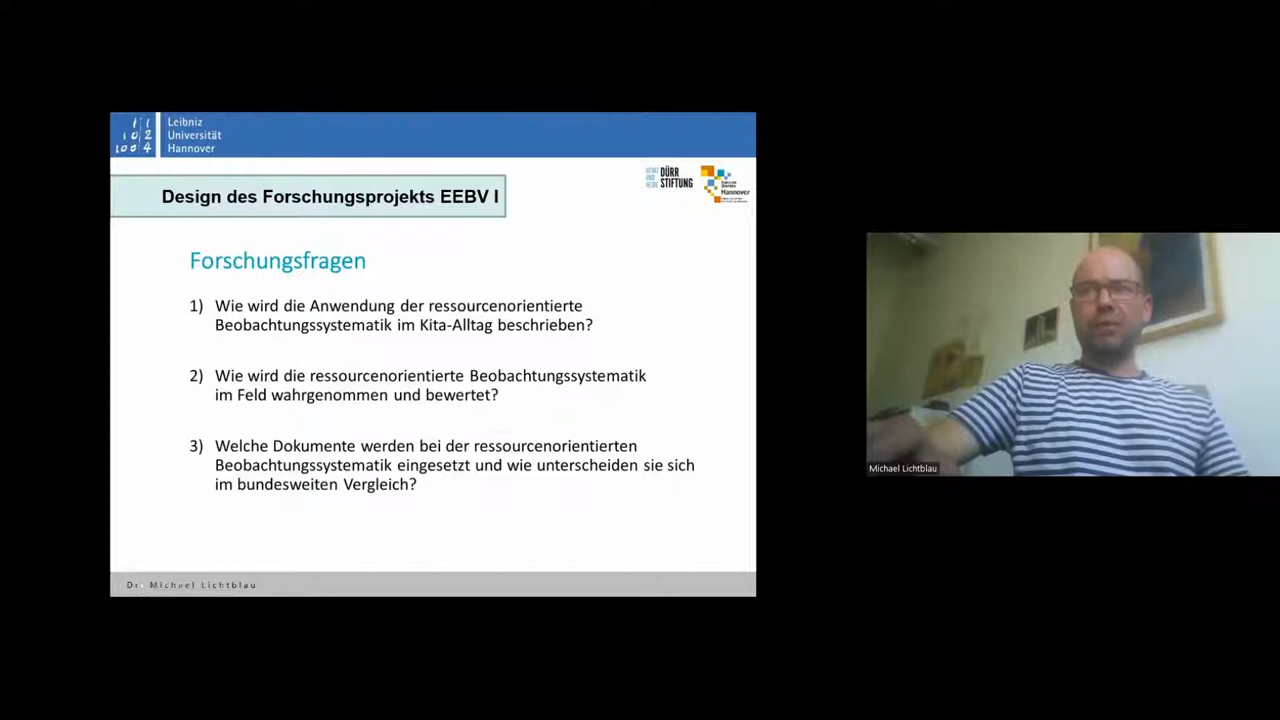 Leibniz
Universität
Hannover
DÜRR
STIFTUNG
Hannover
Design des Forschungsprojekts EEBV I
Forschungsfragen
1) Wie wird die Anwendung der ressourcenorientierte
Beobachtungssystematik im Kita-Alltag beschrieben?
2) Wie wird die ressourcenorientierte Beobachtungssystematik
im Feld wahrgenommen und bewertet?
3) Welche Dokumente werden bei der ressourcenorientierten
Beobachtungssystematik eingesetzt und wie unterscheiden sie sich
im bundesweiten Vergleich?
Dr. Michael Lichtblau
Michael Lichtblau